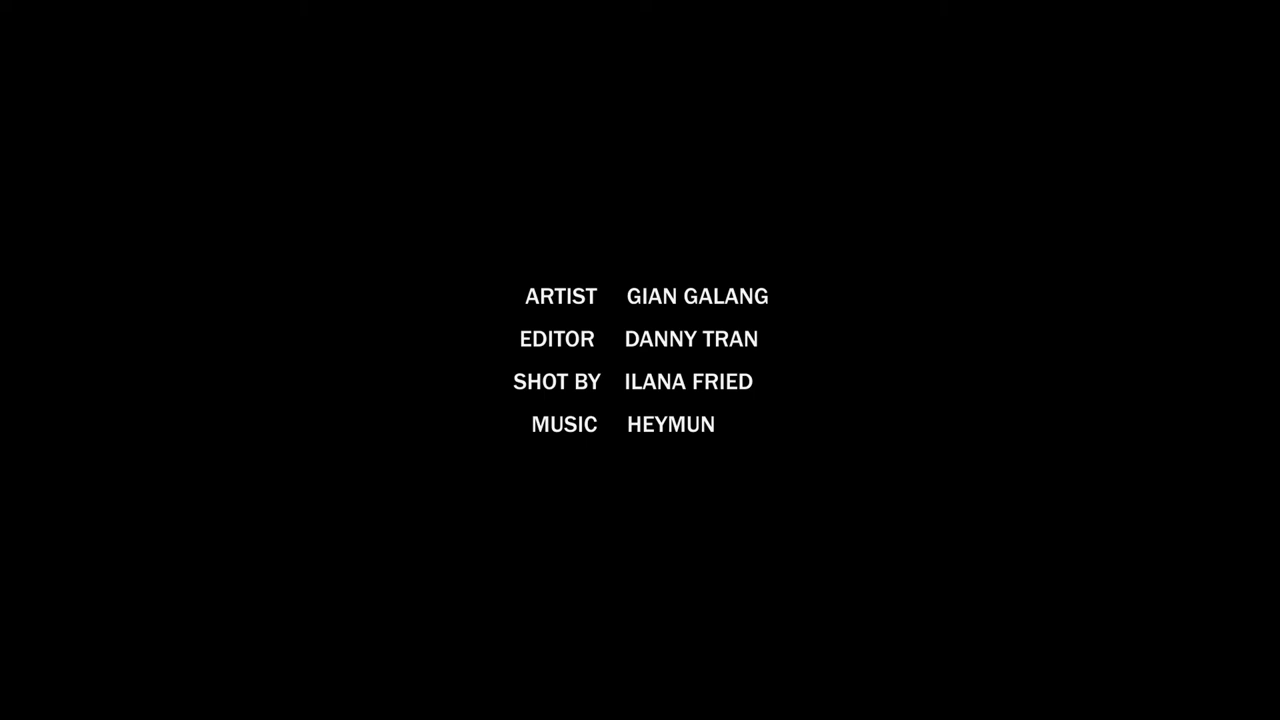 ARTIST GIAN GALANG
EDITOR DANNY TRAN
SHOT BY ILANA FRIED
MUSIC HEYMUN